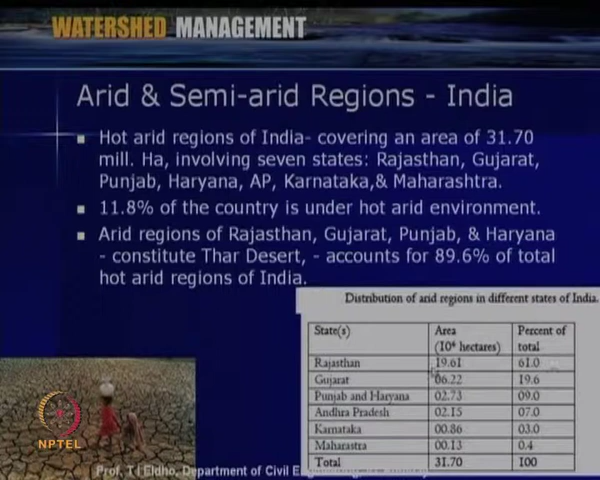 WATERSHED MANAGEMENT
Arid & Semi-arid Regions - India
Hot arid regions of India- covering an area of 31.70
mill. Ha, involving seven states: Rajasthan, Gujarat,
Punjab, Haryana, AP, Karnataka,& Maharashtra.
11.8% of the country is under hot arid environment.
Arid regions of Rajasthan, Gujarat, Punjab, & Haryana
- constitute Thar Desert, - accounts for 89.6% of total
hot arid regions of India.
Distribution of arid regions in different states of India.
State(s) Area (10⁶ hectares) Percent of total
Rajasthan 19.61 61.0
Gujarat 06.22 19.6
Punjab and Haryana 02.73 09.0
Andhra Pradesh 02.15 07.0
Karnataka 00.86 03.0
Maharastra 00.13 0.4
Total 31.70 100
NPTEL
Prof. T I Eldho, Department of Civil